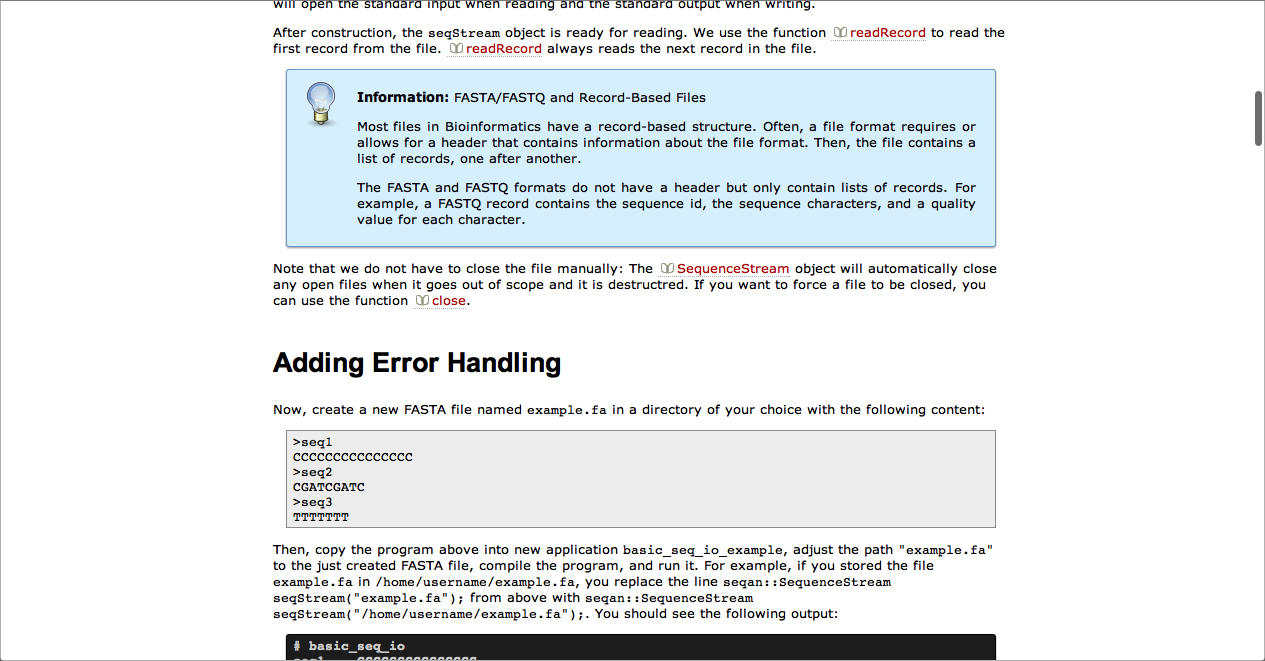 will open the standard input when reading and the standard output when writing.
After construction, the seqStream object is ready for reading. We use the function readRecord to read the
first record from the file. readRecord always reads the next record in the file.
Information: FASTA/FASTQ and Record-Based Files
Most files in Bioinformatics have a record-based structure. Often, a file format requires or
allows for a header that contains information about the file format. Then, the file contains a
list of records, one after another.
The FASTA and FASTQ formats do not have a header but only contain lists of records. For
example, a FASTQ record contains the sequence id, the sequence characters, and a quality
value for each character.
Note that we do not have to close the file manually: The SequenceStream object will automatically close
any open files when it goes out of scope and it is destructred. If you want to force a file to be closed, you
can use the function close.
Adding Error Handling
Now, create a new FASTA file named example.fa in a directory of your choice with the following content:
>seq1
CCCCCCCCCCCCCCC
>seq2
CGATCGATC
>seq3
TTTTTTT
Then, copy the program above into new application basic_seq_io_example, adjust the path "example.fa"
to the just created FASTA file, compile the program, and run it. For example, if you stored the file
example.fa in /home/username/example.fa, you replace the line seqan::SequenceStream
seqStream("example.fa"); from above with seqan::SequenceStream
seqStream("/home/username/example.fa");. You should see the following output:
# basic_seq_io